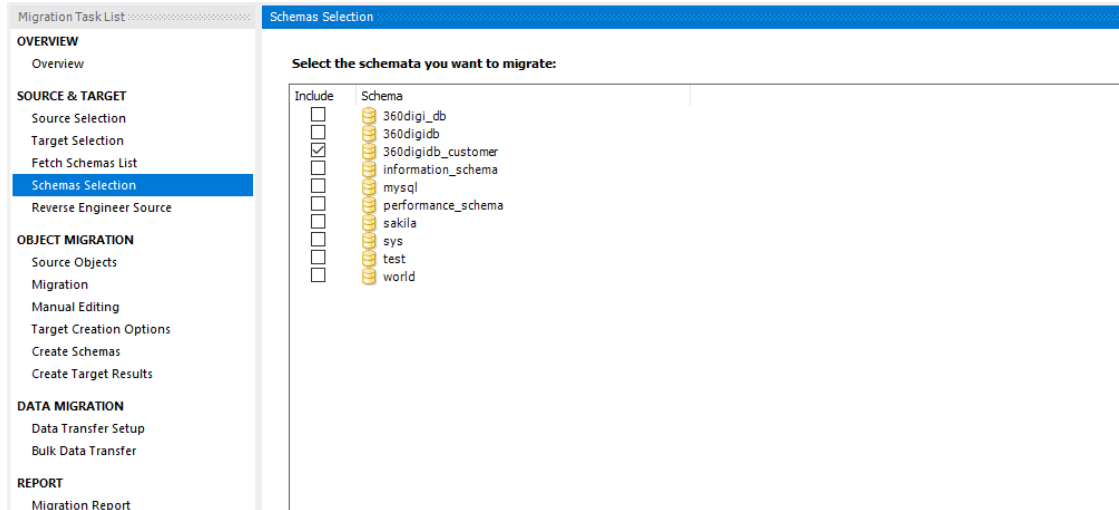 Migration Task List
OVERVIEW
Overview
SOURCE & TARGET
Source Selection
Target Selection
Fetch Schemas List
Schemas Selection
Reverse Engineer Source
OBJECT MIGRATION
Source Objects
Migration
Manual Editing
Target Creation Options
Create Schemas
Create Target Results
DATA MIGRATION
Data Transfer Setup
Bulk Data Transfer
REPORT
Migration Report
Schemas Selection
Select the schemata you want to migrate:
Include Schema
360digi_db
360digidb
360digidb_customer
information_schema
mysql
performance_schema
sakila
sys
test
world